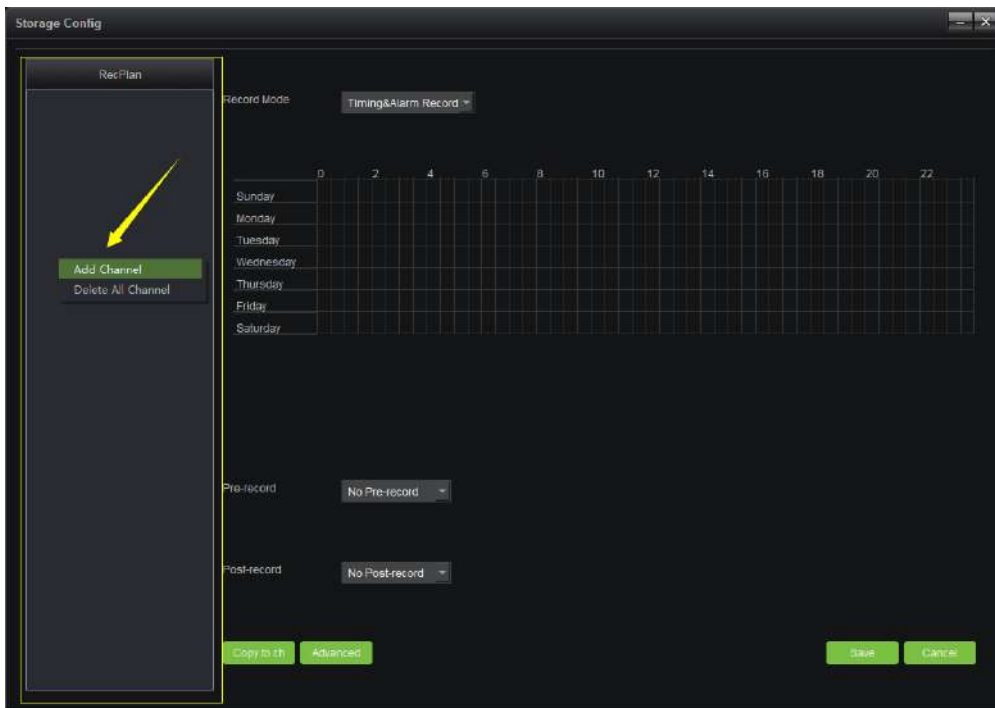 Storage Config
RecPlan
Add Channel
Delete All Channel
Record Mode
Timing&Alarm Record
0 2 4 6 8 10 12 14 16 18 20 22
Sunday
Monday
Tuesday
Wednesday
Thursday
Friday
Saturday
Pre-record
No Pre-record
Post-record
No Post-record
Copy to ch
Advanced
Save
Cancel